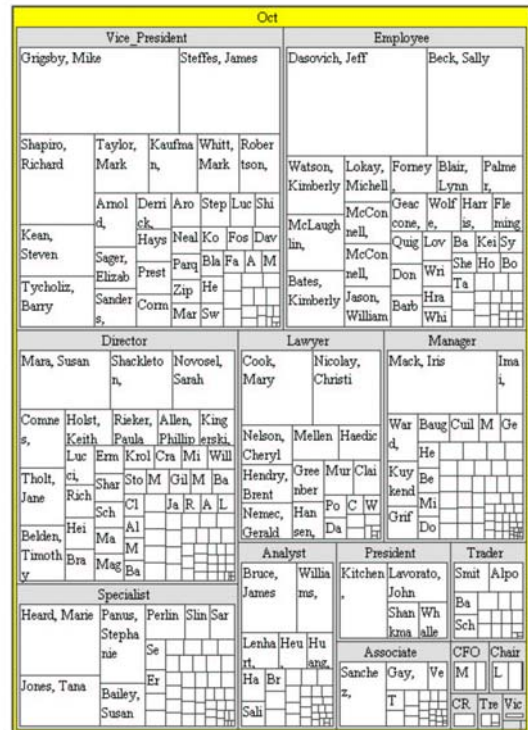 Oct
Vice_President
Grigsby, Mike
Steffes, James
Shapiro,
Richard
Taylor,
Mark
Kaufma
n,
Whitt,
Mark
Rober
tson,
Kean,
Steven
Tycholiz,
Barry
Arnol
d,
Sager,
Elizab
Sander
s,
Derri
ck,
Hays
Prest
Corm
Aro
Step
Luc
Shi
Neal
Ko
Fos
Dav
Parq
Bla
Fa
A
M
Zip
He
Mar
Sw
Employee
Dasovich, Jeff
Beck, Sally
Watson,
Kimberly
Lokay,
Michell
Forney
,
Blair,
Lynn
Palme
r,
McLaugh
lin,
Bates,
Kimberly
McCon
nell,
McCon
nell,
Jason,
William
Geac
cone,
Wolf
e,
Har
ris,
Fle
ming
Quig
Lov
Ba
Kei
Sy
Don
Wri
She
Ho
Bo
Ta
Barb
Hra
Whi
Director
Mara, Susan
Shackleto
n,
Novosel,
Sarah
Comne
s,
Holst,
Keith
Rieker,
Paula
Allen,
Phillip
King
erski,
Tholt,
Jane
Belden,
Timoth
y
Luc
ci,
Rich
Hei
Bra
Erm
Shar
Sch
Ma
Mag
Krol
Cra
Mi
Will
Sto
M
Gil
M
Ba
Cl
Ja
R
A
L
Al
M
Ba
Lawyer
Cook,
Mary
Nicolay,
Christi
Nelson,
Cheryl
Mellen
Haedic
Hendry,
Brent
Nemec,
Gerald
Gree
nber
Mur
Clai
Han
sen,
Po
C
W
Da
Manager
Mack, Iris
Ima
i,
War
d,
Baug
Cuil
M
Ge
Kuy
kend
Grif
He
Be
Mi
Do
Specialist
Heard, Marie
Panus,
Stepha
nie
Perlin
Slin
Sar
Jones, Tana
Bailey,
Susan
Se
Er
Analyst
Bruce,
James
Willia
ms,
Lenha
rt,
Heu
,
Hu
ang,
Ha
Br
Sali
President
Kitchen
,
Lavorato,
John
Shan
kma
Wh
alle
Trader
Smit
Alpo
Ba
Sch
Associate
Sanche
z,
Gay,
Ve
T
CFO
M
Chair
L
CR
Tre
Vic